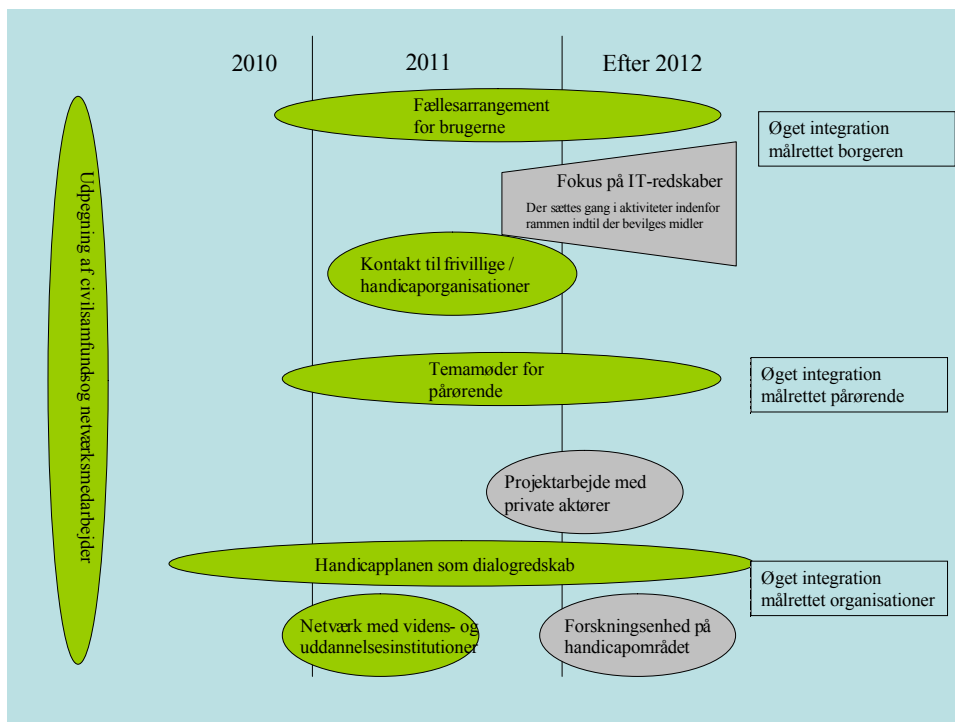 2010
2011
Efter 2012
Udpegning af civilsamfundsog netværksmedarbejder
Fællesarrangement
for brugerne
Øget integration
målrettet borgeren
Fokus på IT-redskaber
Der sættes gang i aktiviteter indenfor
rammen indtil der bevilges midler
Kontakt til frivillige /
handicaporganisationer
Temamøder for
pårørende
Øget integration
målrettet pårørende
Projektarbejde med
private aktører
Handicapplanen som dialogredskab
Øget integration
målrettet organisationer
Netværk med videns- og
uddannelsesinstitutioner
Forskningsenhed på
handicapområdet